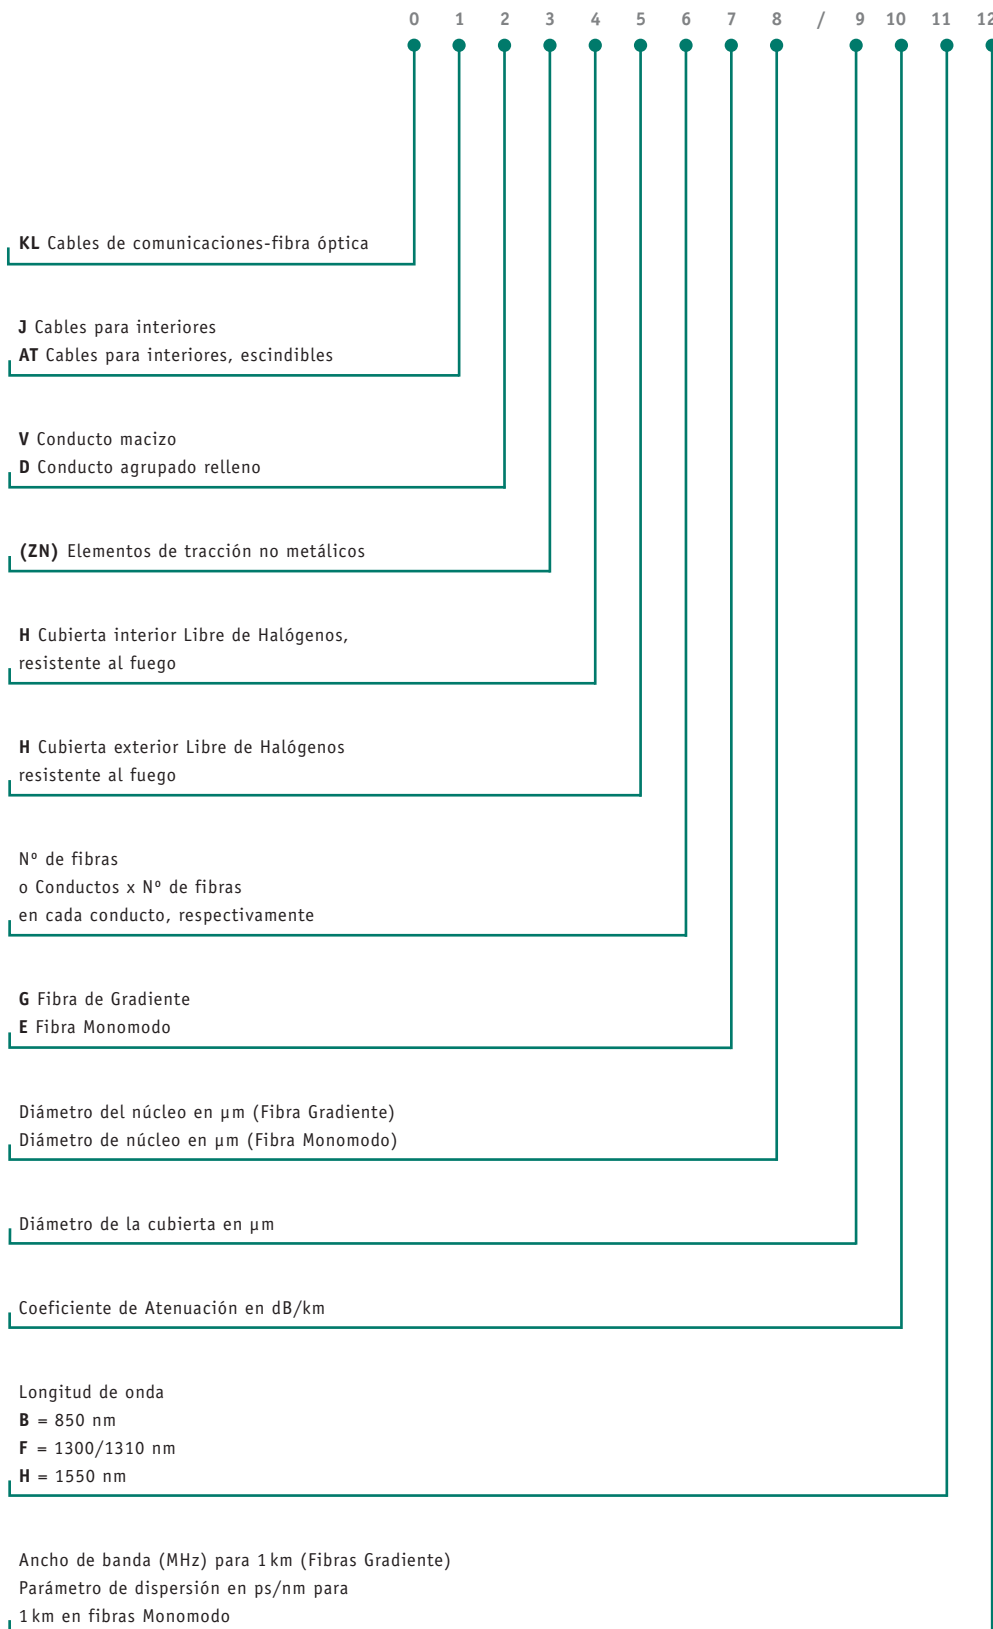 0 1 2 3 4 5 6 7 8 / 9 10 11 12
KL Cables de comunicaciones-fibra óptica
J Cables para interiores
AT Cables para interiores, escindibles
V Conducto macizo
D Conducto agrupado relleno
(ZN) Elementos de tracción no metálicos
H Cubierta interior Libre de Halógenos,
resistente al fuego
H Cubierta exterior Libre de Halógenos
resistente al fuego
Nº de fibras
o Conductos x Nº de fibras
en cada conducto, respectivamente
G Fibra de Gradiente
E Fibra Monomodo
Diámetro del núcleo en µm (Fibra Gradiente)
Diámetro de núcleo en µm (Fibra Monomodo)
Diámetro de la cubierta en µm
Coeficiente de Atenuación en dB/km
Longitud de onda
B = 850 nm
F = 1300/1310 nm
H = 1550 nm
Ancho de banda (MHz) para 1 km (Fibras Gradiente)
Parámetro de dispersión en ps/nm para
1 km en fibras Monomodo